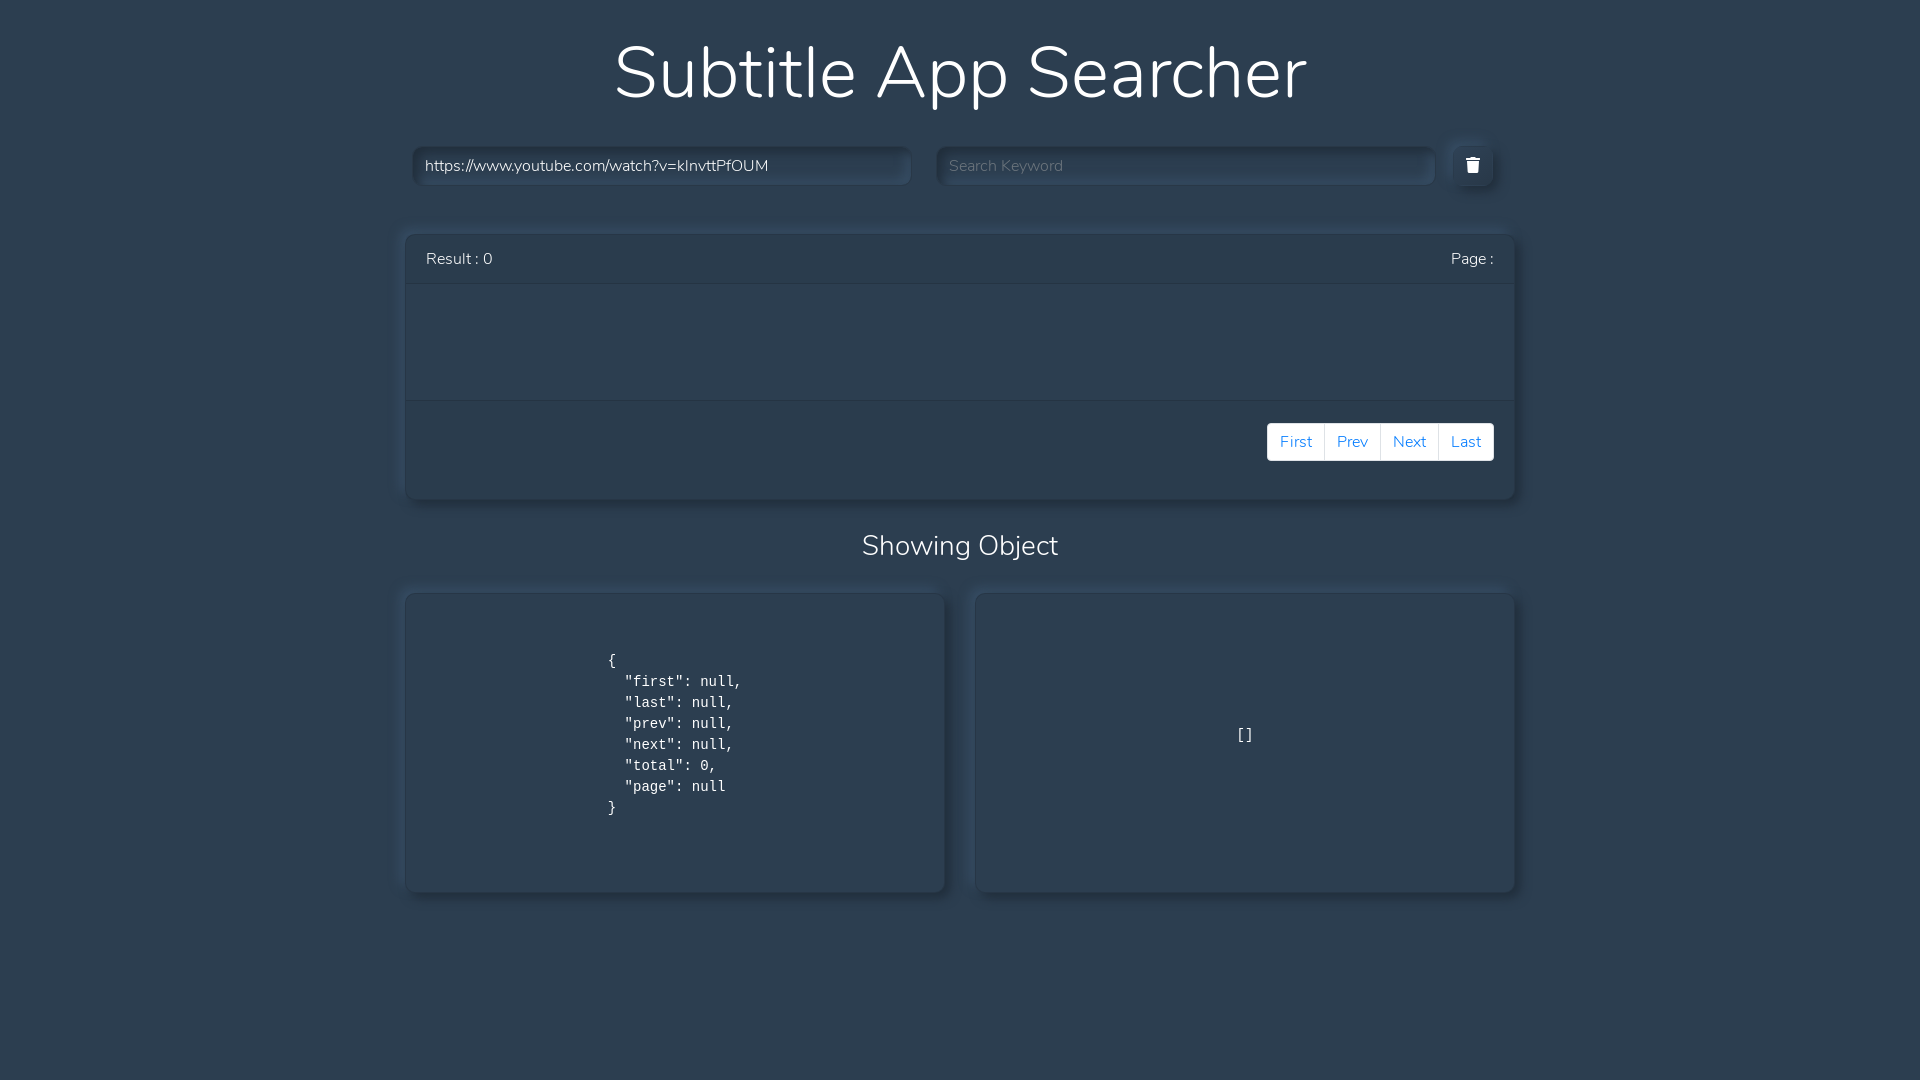 Subtitle App Searcher
https://www.youtube.com/watch?v=klnvttPfOUM
Search Keyword
Result : 0
Page :
First
Prev
Next
Last
Showing Object
{
  "first": null,
  "last": null,
  "prev": null,
  "next": null,
  "total": 0,
  "page": null
}
[]